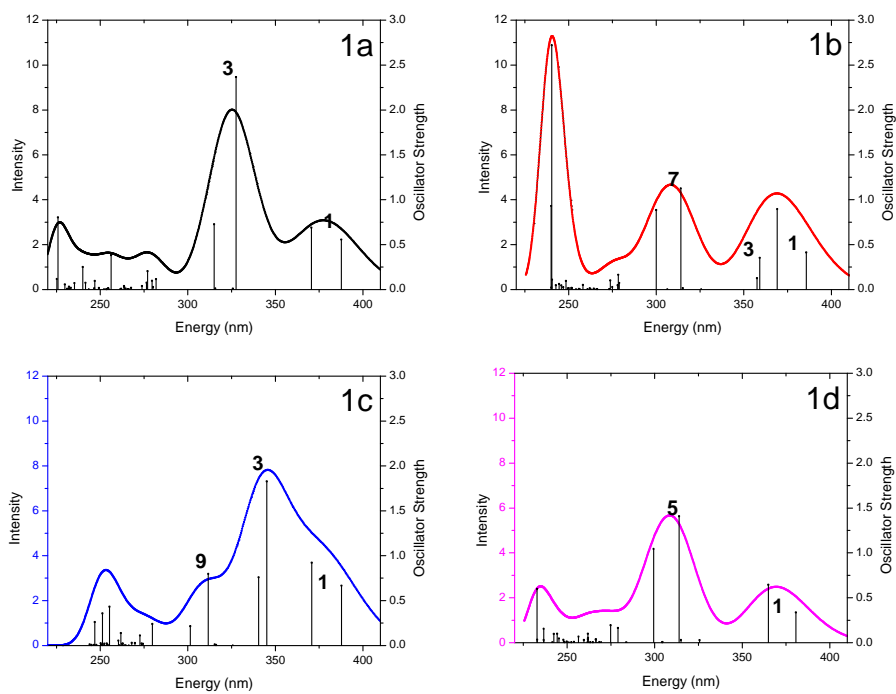 1a
3
1
Intensity
Oscillator Strength
Energy (nm)
0 2 4 6 8 10 12
0.0 0.5 1.0 1.5 2.0 2.5 3.0
250 300 350 400
1b
7
3
1
Intensity
Oscillator Strength
Energy (nm)
0 2 4 6 8 10 12
0.0 0.5 1.0 1.5 2.0 2.5 3.0
250 300 350 400
1c
3
9
1
Intensity
Oscillator Strength
Energy (nm)
0 2 4 6 8 10 12
0.0 0.5 1.0 1.5 2.0 2.5 3.0
250 300 350 400
1d
5
1
Intensity
Oscillator Strength
Energy (nm)
0 2 4 6 8 10 12
0.0 0.5 1.0 1.5 2.0 2.5 3.0
250 300 350 400